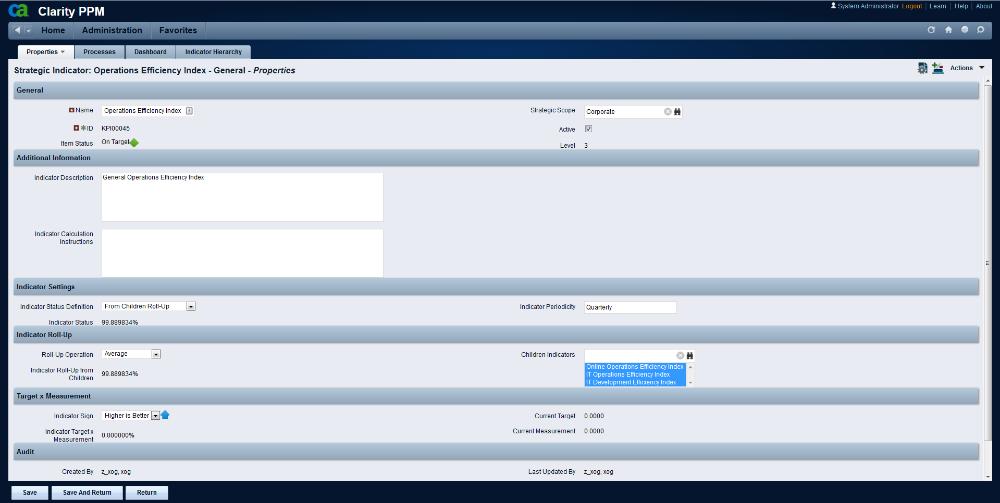 ca Clarity PPM
System Administrator Logout | Learn | Help | About
Home Administration Favorites
Properties Processes Dashboard Indicator Hierarchy
Strategic Indicator: Operations Efficiency Index - General - Properties
Actions
General
Name Operations Efficiency Index
Strategic Scope Corporate
ID KPI00045
Active
Item Status On Target
Level 3
Additional Information
Indicator Description General Operations Efficiency Index
Indicator Calculation
Instructions
Indicator Settings
Indicator Status Definition From Children Roll-Up
Indicator Periodicity Quarterly
Indicator Status 99.889834%
Indicator Roll-Up
Roll-Up Operation Average
Children Indicators
Online Operations Efficiency Index
IT Operations Efficiency Index
IT Development Efficiency Index
Indicator Roll-Up from
Children 99.889834%
Target x Measurement
Indicator Sign Higher is Better
Current Target 0.0000
Indicator Target x
Measurement 0.000000%
Current Measurement 0.0000
Audit
Created By z_xog, xog
Last Updated By z_xog, xog
Save Save And Return Return